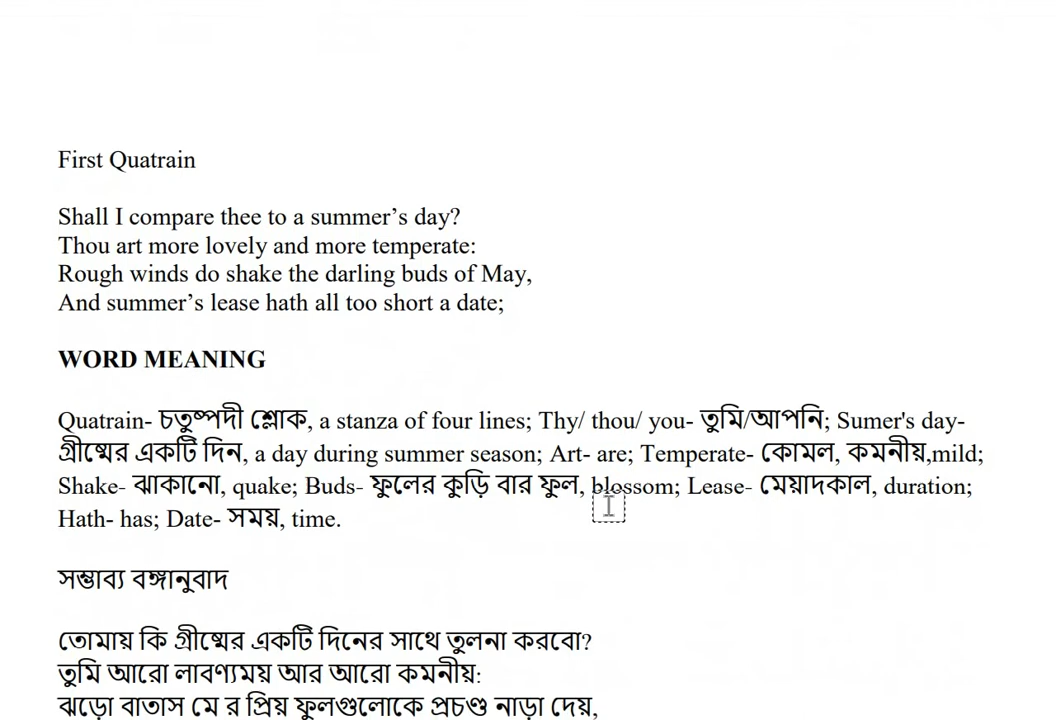 First Quatrain
Shall I compare thee to a summer’s day?
Thou art more lovely and more temperate:
Rough winds do shake the darling buds of May,
And summer’s lease hath all too short a date;
WORD MEANING
Quatrain- চতুষ্পদী শ্লোক, a stanza of four lines; Thy/ thou/ you- তুমি/আপনি; Sumer's day-
গ্রীষ্মের একটি দিন, a day during summer season; Art- are; Temperate- কোমল, কমনীয়,mild;
Shake- ঝাকানো, quake; Buds- ফুলের কুড়ি বার ফুল, blossom; Lease- মেয়াদকাল, duration;
Hath- has; Date- সময়, time.
সম্ভাব্য বঙ্গানুবাদ
তোমায় কি গ্রীষ্মের একটি দিনের সাথে তুলনা করবো?
তুমি আরো লাবণ্যময় আর আরো কমনীয়:
ঝড়ো বাতাস মে র প্রিয় ফুলগুলোকে প্রচণ্ড নাড়া দেয়,